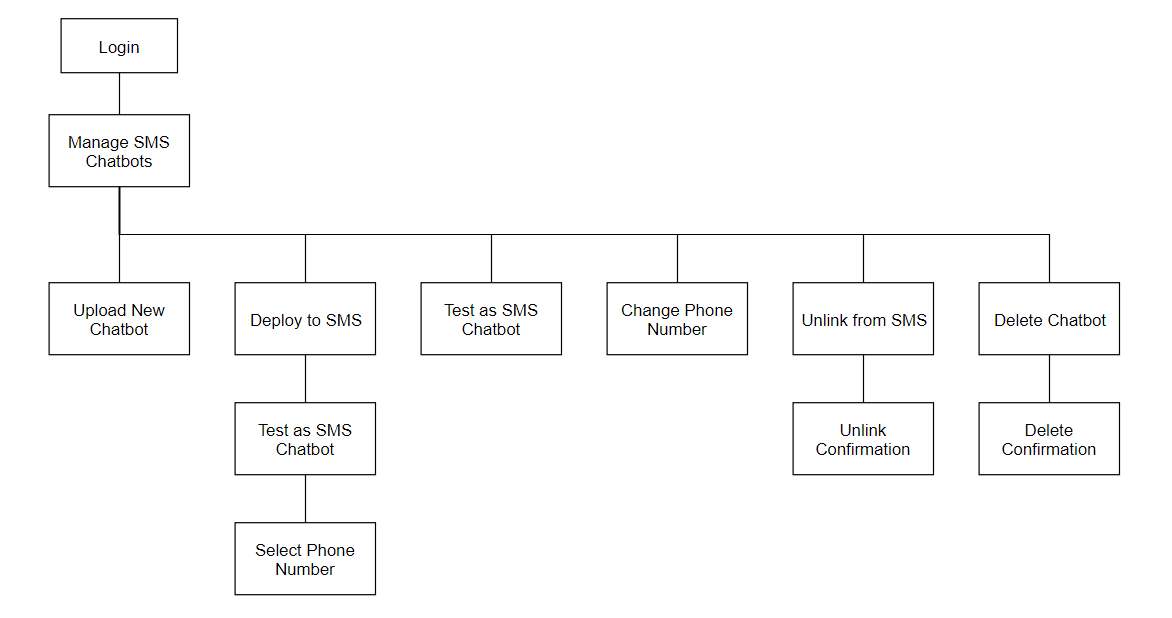 Login
Manage SMS
Chatbots
Upload New
Chatbot
Deploy to SMS
Test as SMS
Chatbot
Change Phone
Number
Unlink from SMS
Delete Chatbot
Test as SMS
Chatbot
Unlink
Confirmation
Delete
Confirmation
Select Phone
Number